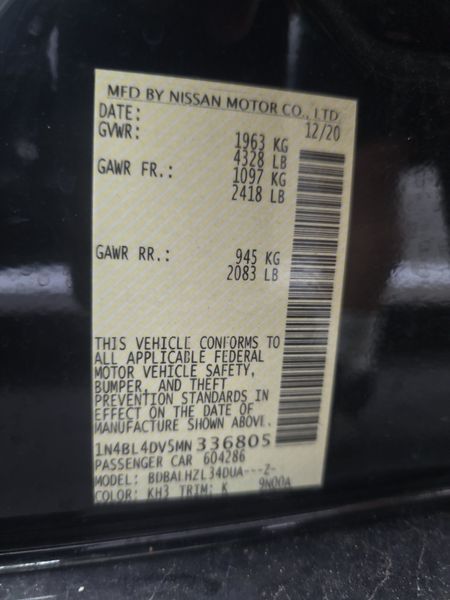 MFD BY NISSAN MOTOR CO., LTD.
DATE: 12/20
GVWR: 1963 KG
4328 LB
GAWR FR.: 1097 KG
2418 LB
GAWR RR.: 945 KG
2083 LB
THIS VEHICLE CONFORMS TO
ALL APPLICABLE FEDERAL
MOTOR VEHICLE SAFETY,
BUMPER, AND THEFT
PREVENTION STANDARDS IN
EFFECT ON THE DATE OF
MANUFACTURE SHOWN ABOVE.
1N4BL4DV5MN 336805
PASSENGER CAR 604286
MODEL: BDBALHZL34DUA---Z-
COLOR: KH3 TRIM: K 9N00A